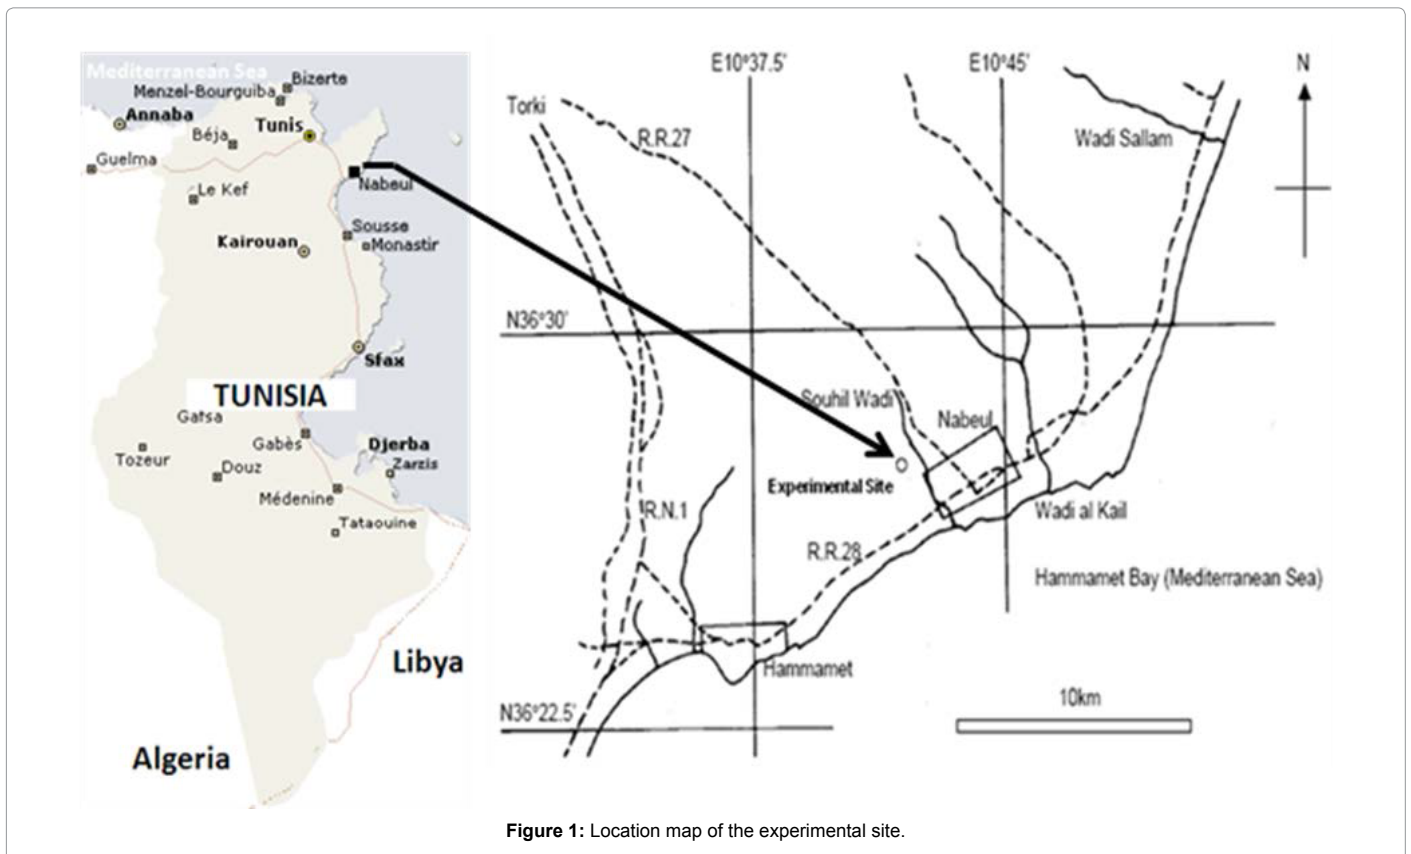 Mediterranean Sea
Bizerte
Menzel-Bourguiba
Annaba
Béja
Tunis
Guelma
Nabeul
Le Kef
Sousse
Kairouan
Monastir
Sfax
TUNISIA
Gafsa
Gabès
Djerba
Tozeur
Douz
Zarzis
Médenine
Tataouine
Libya
Algeria
E10°37.5'
E10°45'
N
Torki
R.R.27
Wadi Sallam
N36°30'
Souhil Wadi
Nabeul
Experimental Site
R.N.1
Wadi al Kail
R.R.28
Hammamet Bay (Mediterranean Sea)
Hammamet
10km
N36°22.5'
Figure 1: Location map of the experimental site.